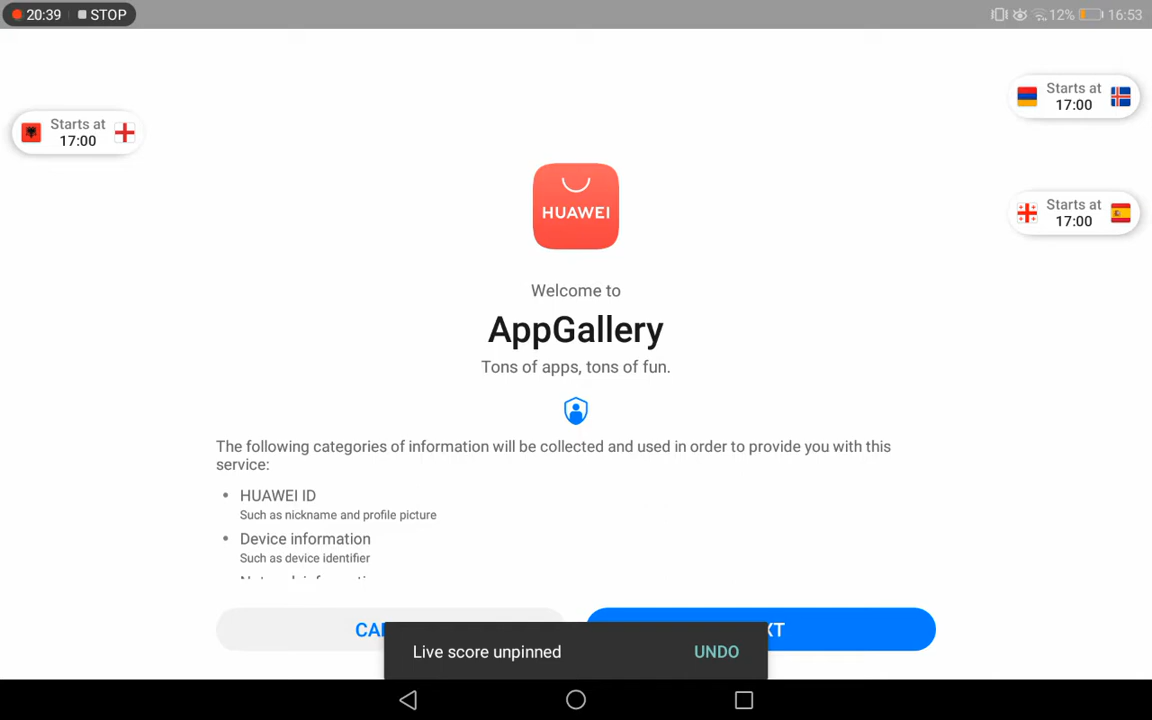 20:39 STOP
12% 16:53
Starts at
17:00
Starts at
17:00
Starts at
17:00
HUAWEI
Welcome to
AppGallery
Tons of apps, tons of fun.
The following categories of information will be collected and used in order to provide you with this
service:
• HUAWEI ID
Such as nickname and profile picture
• Device information
Such as device identifier
Live score unpinned UNDO